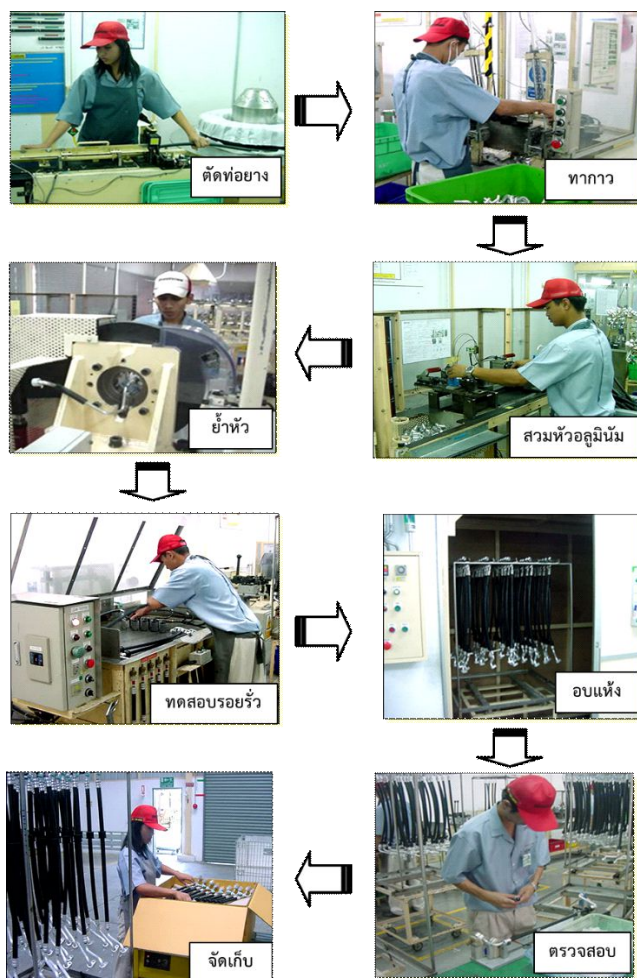 ตัดท่อยาง
ทากาว
สวมหัวอลูมินัม
ย้ำหัว
ทดสอบรอยรั่ว
อบแห้ง
ตรวจสอบ
จัดเก็บ